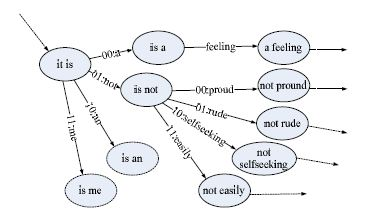 it is
00:a
is a
feeling
a feeling
01:not
is not
00:proud
not pround
01:rude
not rude
10:selfseeking
not
selfseeking
11:easily
not easily
10:an
is an
11:me
is me